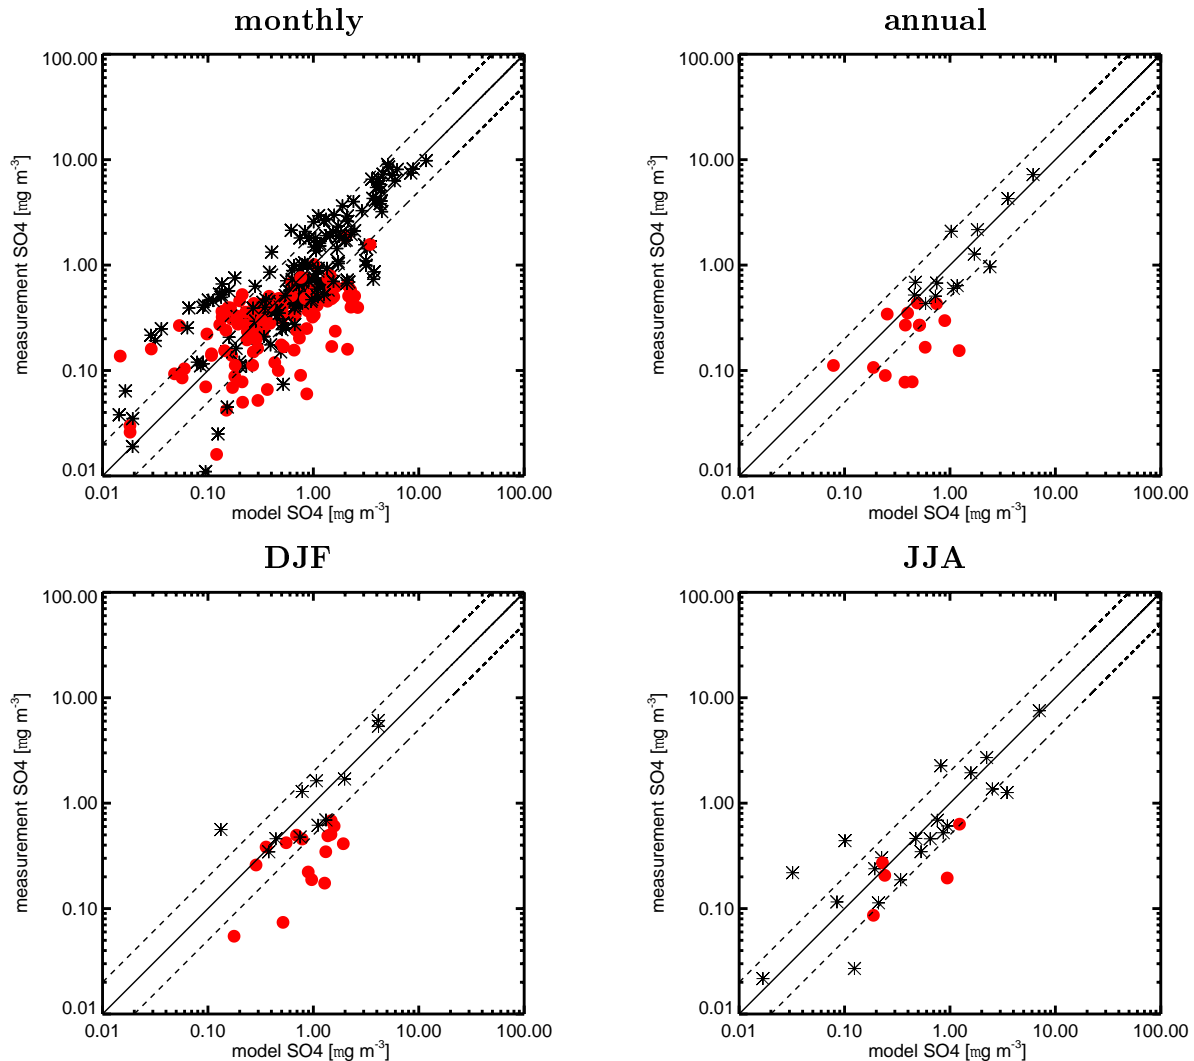 monthly
annual
100.00
10.00
1.00
0.10
0.01
measurement SO4 [mg m-3]
0.01 0.10 1.00 10.00 100.00
model SO4 [mg m-3]
100.00
10.00
1.00
0.10
0.01
measurement SO4 [mg m-3]
0.01 0.10 1.00 10.00 100.00
model SO4 [mg m-3]
DJF
JJA
100.00
10.00
1.00
0.10
0.01
measurement SO4 [mg m-3]
0.01 0.10 1.00 10.00 100.00
model SO4 [mg m-3]
100.00
10.00
1.00
0.10
0.01
measurement SO4 [mg m-3]
0.01 0.10 1.00 10.00 100.00
model SO4 [mg m-3]